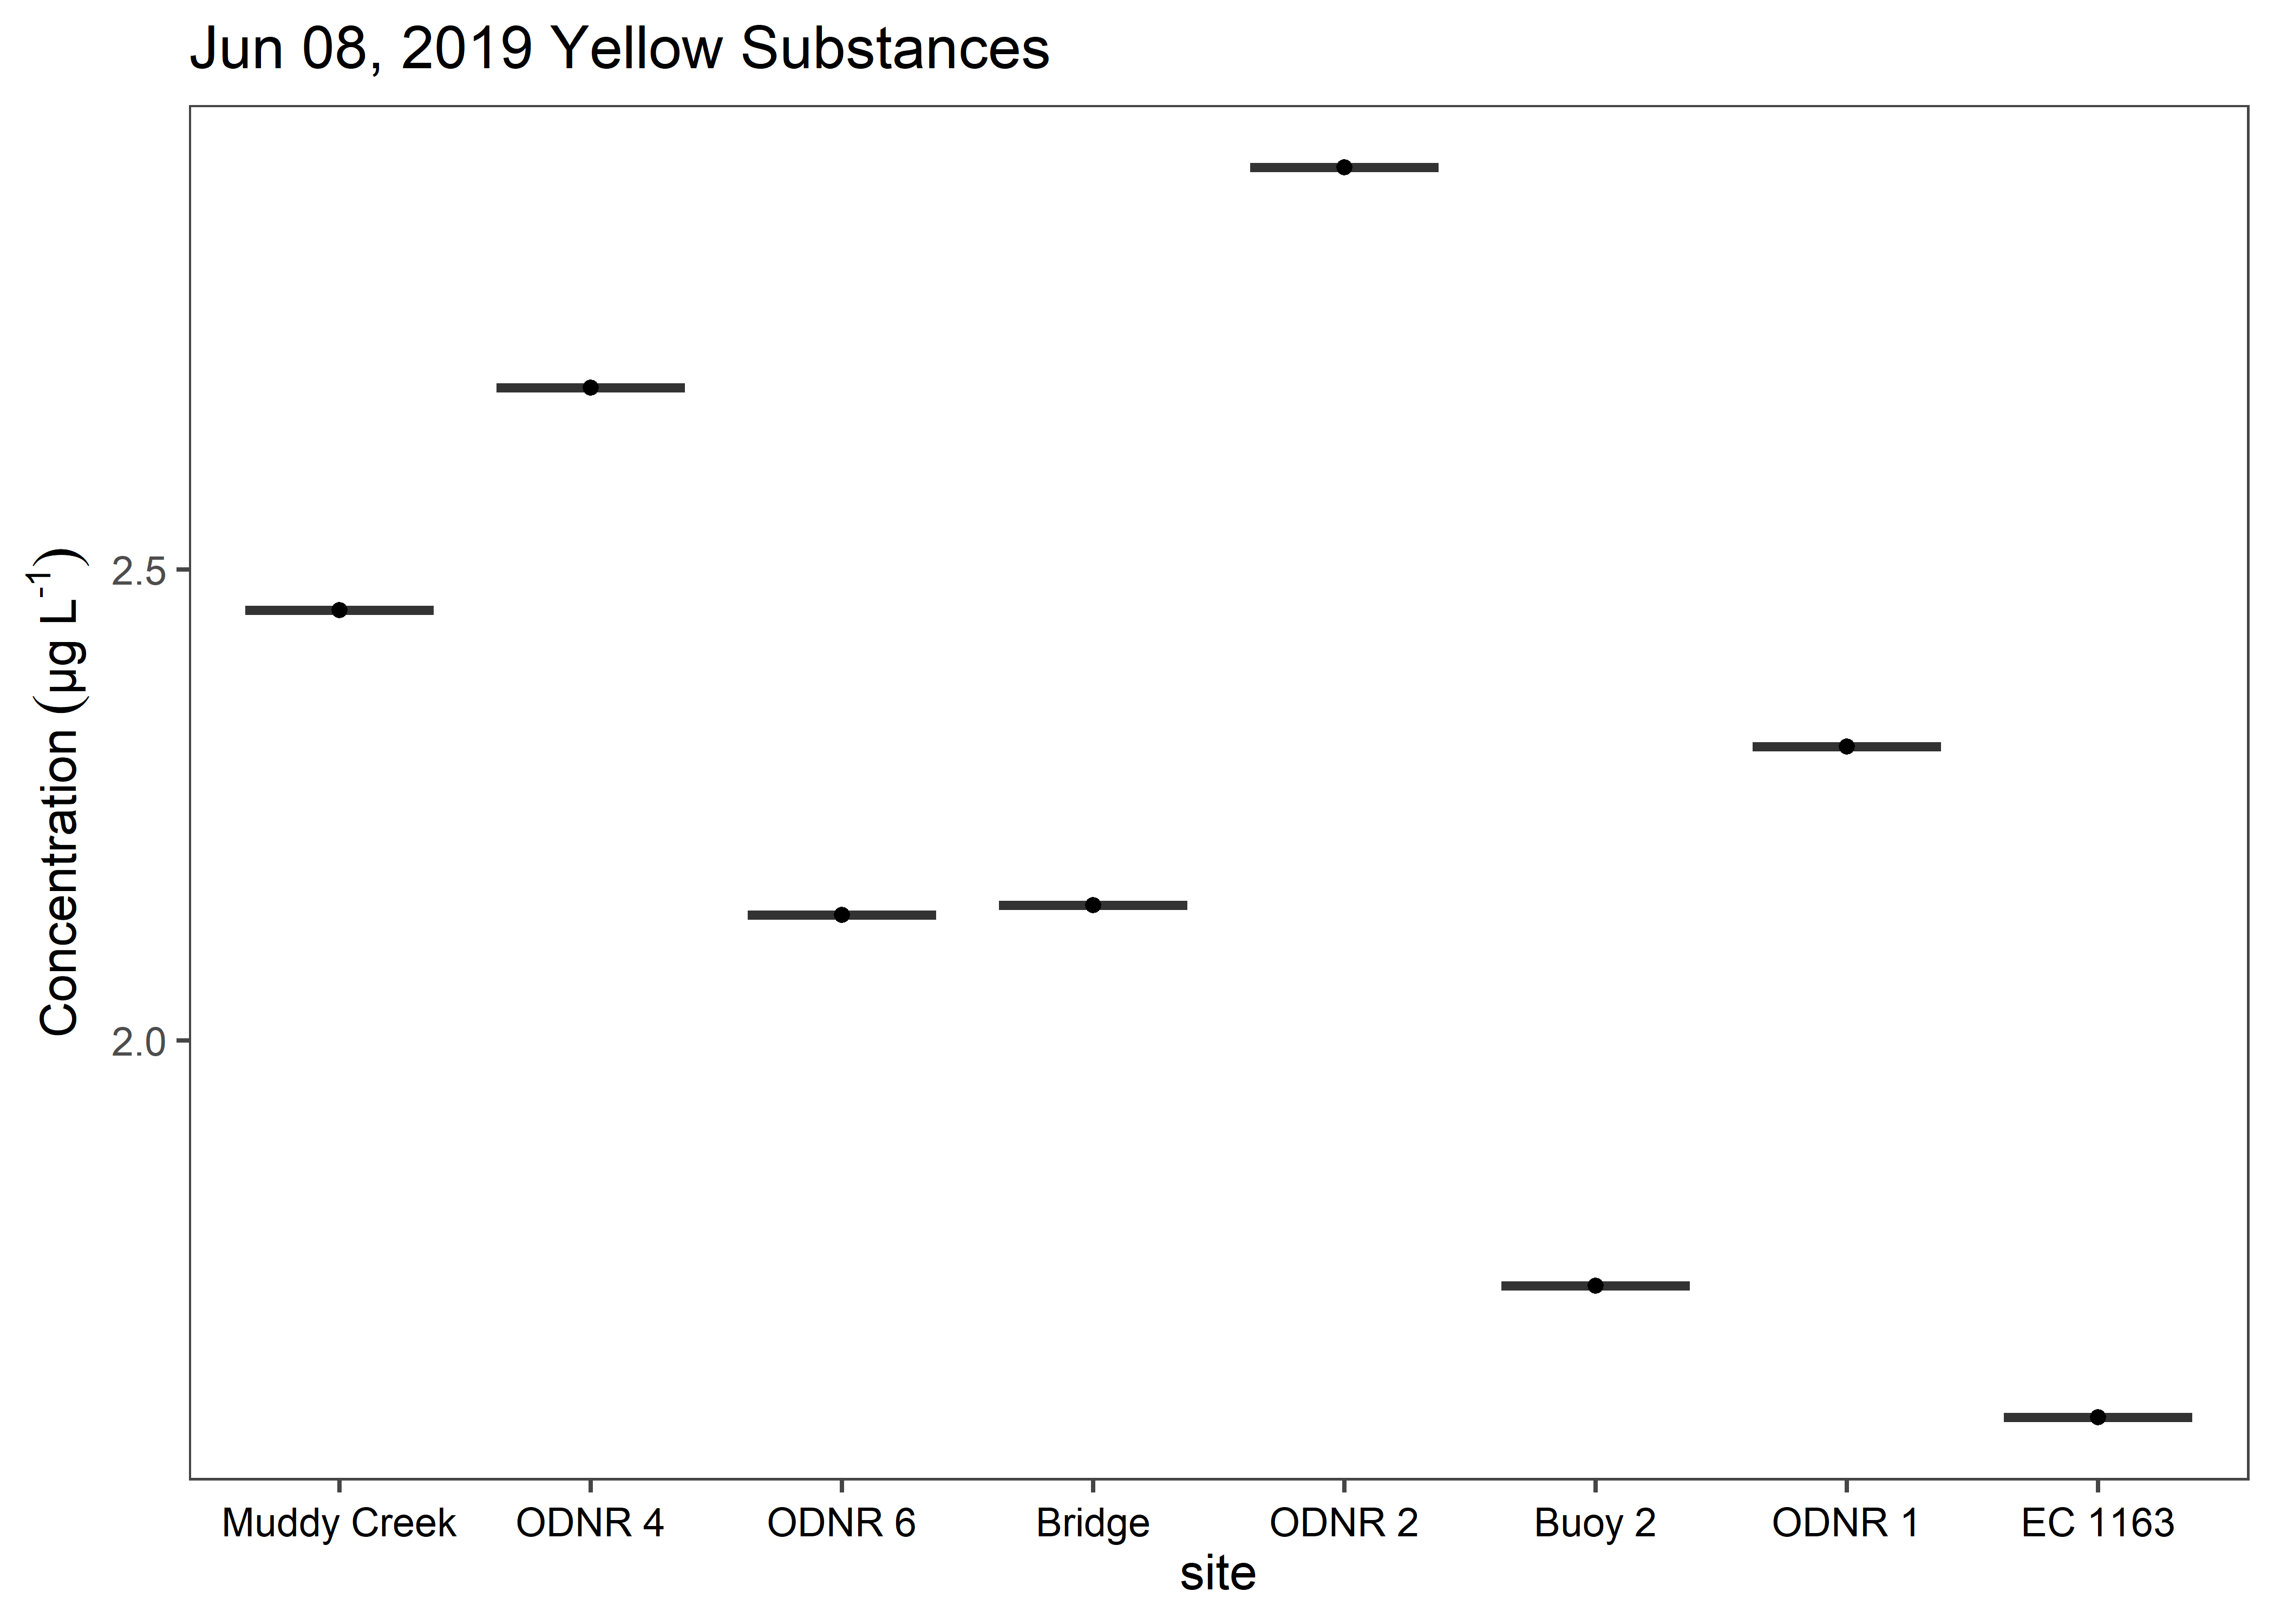 Jun 08, 2019 Yellow Substances
Concentration (µg L⁻¹)
2.5
2.0
Muddy Creek ODNR 4 ODNR 6 Bridge ODNR 2 Buoy 2 ODNR 1 EC 1163
site